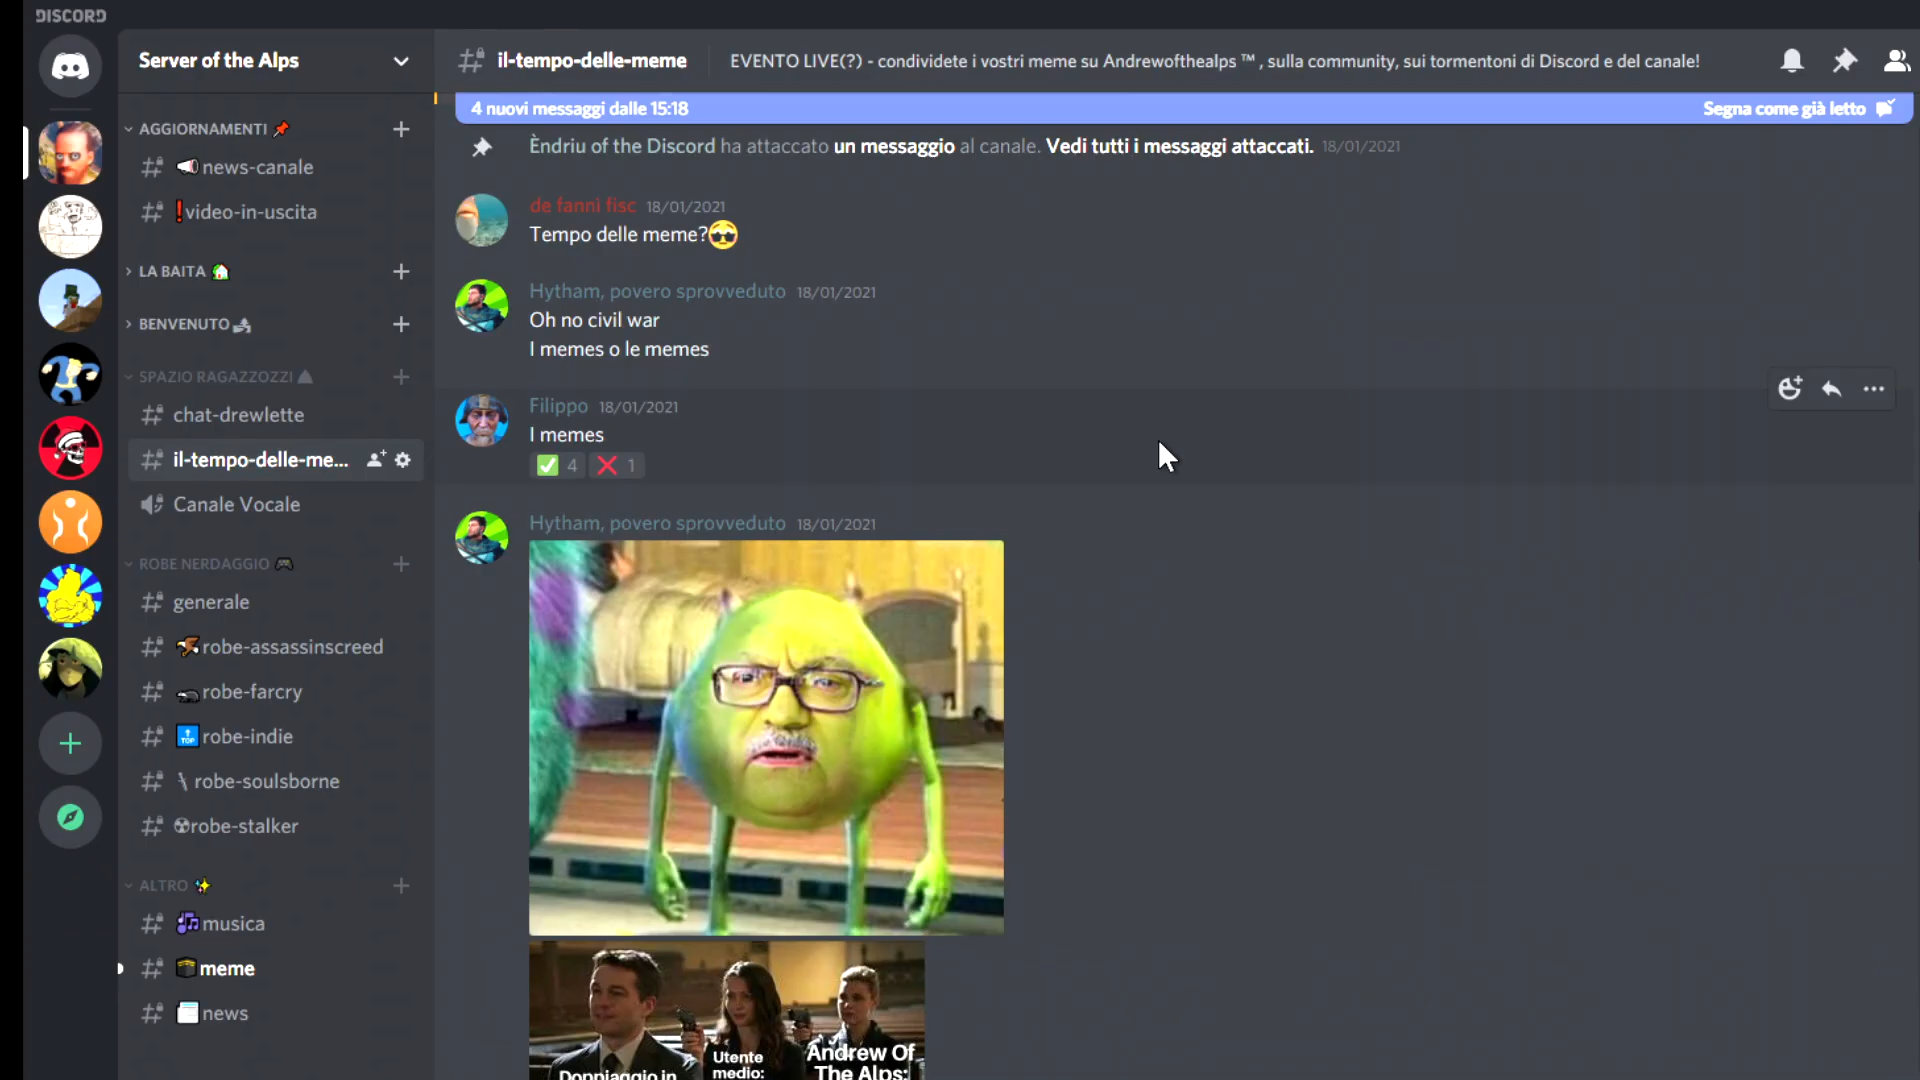 DISCORD
Server of the Alps
il-tempo-delle-meme
EVENTO LIVE(?) - condividete i vostri meme su Andrewofthealps ™ , sulla community, sui tormentoni di Discord e del canale!
AGGIORNAMENTI
news-canale
video-in-uscita
LA BAITA
BENVENUTO
SPAZIO RAGAZZOZZI
chat-drewlette
il-tempo-delle-me...
Canale Vocale
ROBE NERDAGGIO
generale
robe-assassinscreed
robe-farcry
TOP
robe-indie
robe-soulsborne
robe-stalker
ALTRO
musica
meme
news
4 nuovi messaggi dalle 15:18
Segna come già letto
Èndriu of the Discord ha attaccato un messaggio al canale. Vedi tutti i messaggi attaccati. 18/01/2021
de fanni fisc 18/01/2021
Tempo delle meme?
Hytham, povero sprovveduto 18/01/2021
Oh no civil war
I memes o le memes
Filippo 18/01/2021
I memes
4 1
Hytham, povero sprovveduto 18/01/2021
Doppiaggio in
Utente
medio:
Andrew Of
The Alps: